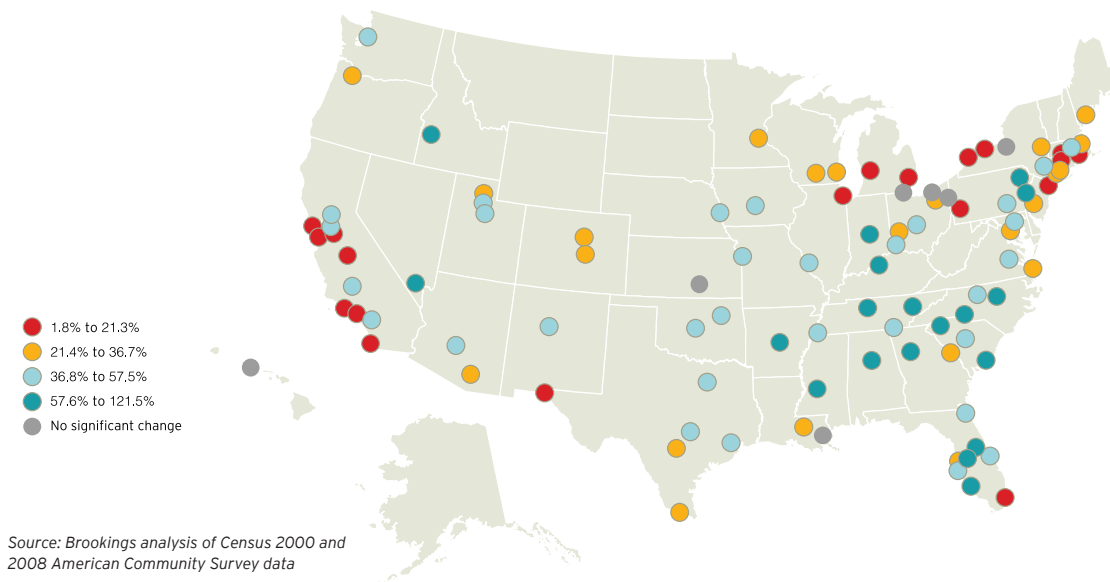 1.8% to 21.3%
21.4% to 36.7%
36.8% to 57.5%
57.6% to 121.5%
No significant change
Source: Brookings analysis of Census 2000 and
2008 American Community Survey data